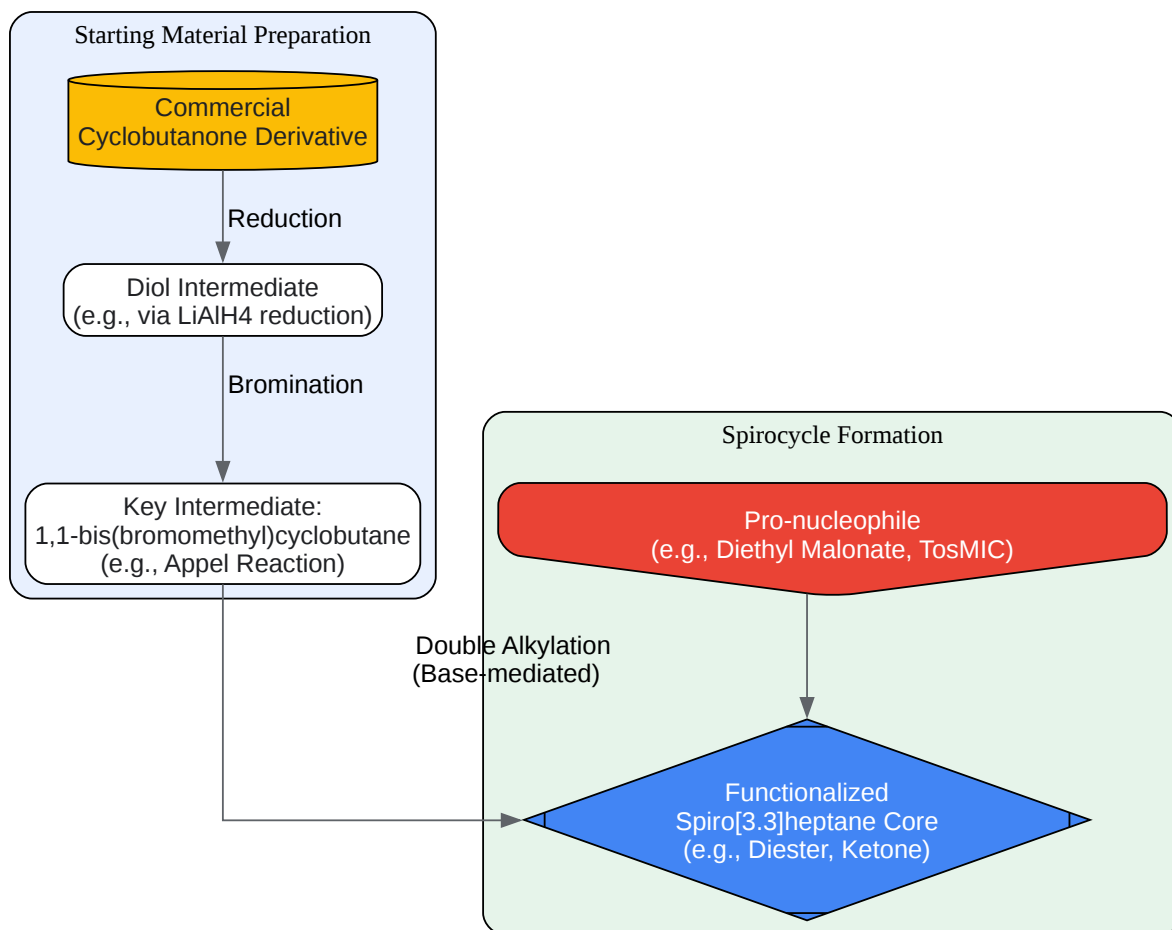 Starting Material Preparation
Commercial
Cyclobutanone Derivative
Reduction
Diol Intermediate
(e.g., via LiAlH4 reduction)
Bromination
Key Intermediate:
1,1-bis(bromomethyl)cyclobutane
(e.g., Appel Reaction)
Spirocycle Formation
Pro-nucleophile
(e.g., Diethyl Malonate, TosMIC)
Double Alkylation
(Base-mediated)
Functionalized
Spiro[3.3]heptane Core
(e.g., Diester, Ketone)